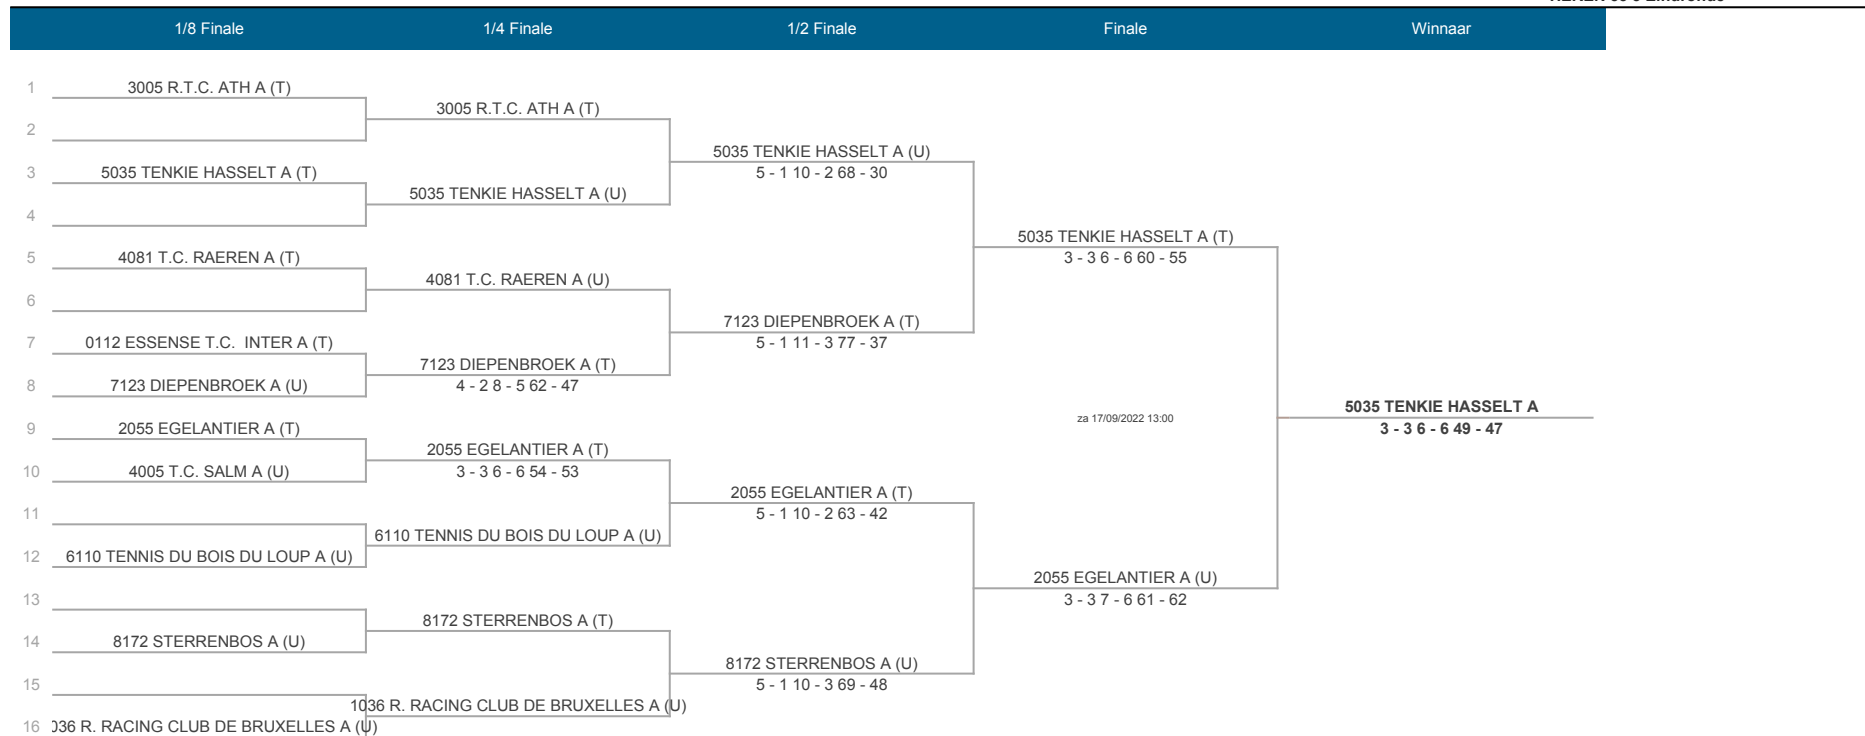 1/8 Finale 1/4 Finale 1/2 Finale Finale Winnaar
1 3005 R.T.C. ATH A (T)
3005 R.T.C. ATH A (T)
2
5035 TENKIE HASSELT A (U)
3 5035 TENKIE HASSELT A (T)
5 - 1 10 - 2 68 - 30
5035 TENKIE HASSELT A (U)
4
5035 TENKIE HASSELT A (T)
5 4081 T.C. RAEREN A (T)
3 - 3 6 - 6 60 - 55
4081 T.C. RAEREN A (U)
6
7123 DIEPENBROEK A (T)
7 0112 ESSENSE T.C. INTER A (T)
5 - 1 11 - 3 77 - 37
7123 DIEPENBROEK A (T)
8 7123 DIEPENBROEK A (U)
4 - 2 8 - 5 62 - 47
5035 TENKIE HASSELT A
za 17/09/2022 13:00
9 2055 EGELANTIER A (T)
3 - 3 6 - 6 49 - 47
2055 EGELANTIER A (T)
10 4005 T.C. SALM A (U)
3 - 3 6 - 6 54 - 53
2055 EGELANTIER A (T)
11
5 - 1 10 - 2 63 - 42
6110 TENNIS DU BOIS DU LOUP A (U)
12 6110 TENNIS DU BOIS DU LOUP A (U)
2055 EGELANTIER A (U)
13
3 - 3 7 - 6 61 - 62
8172 STERRENBOS A (T)
14 8172 STERRENBOS A (U)
8172 STERRENBOS A (U)
15
5 - 1 10 - 3 69 - 48
1036 R. RACING CLUB DE BRUXELLES A (U)
16 036 R. RACING CLUB DE BRUXELLES A (U)